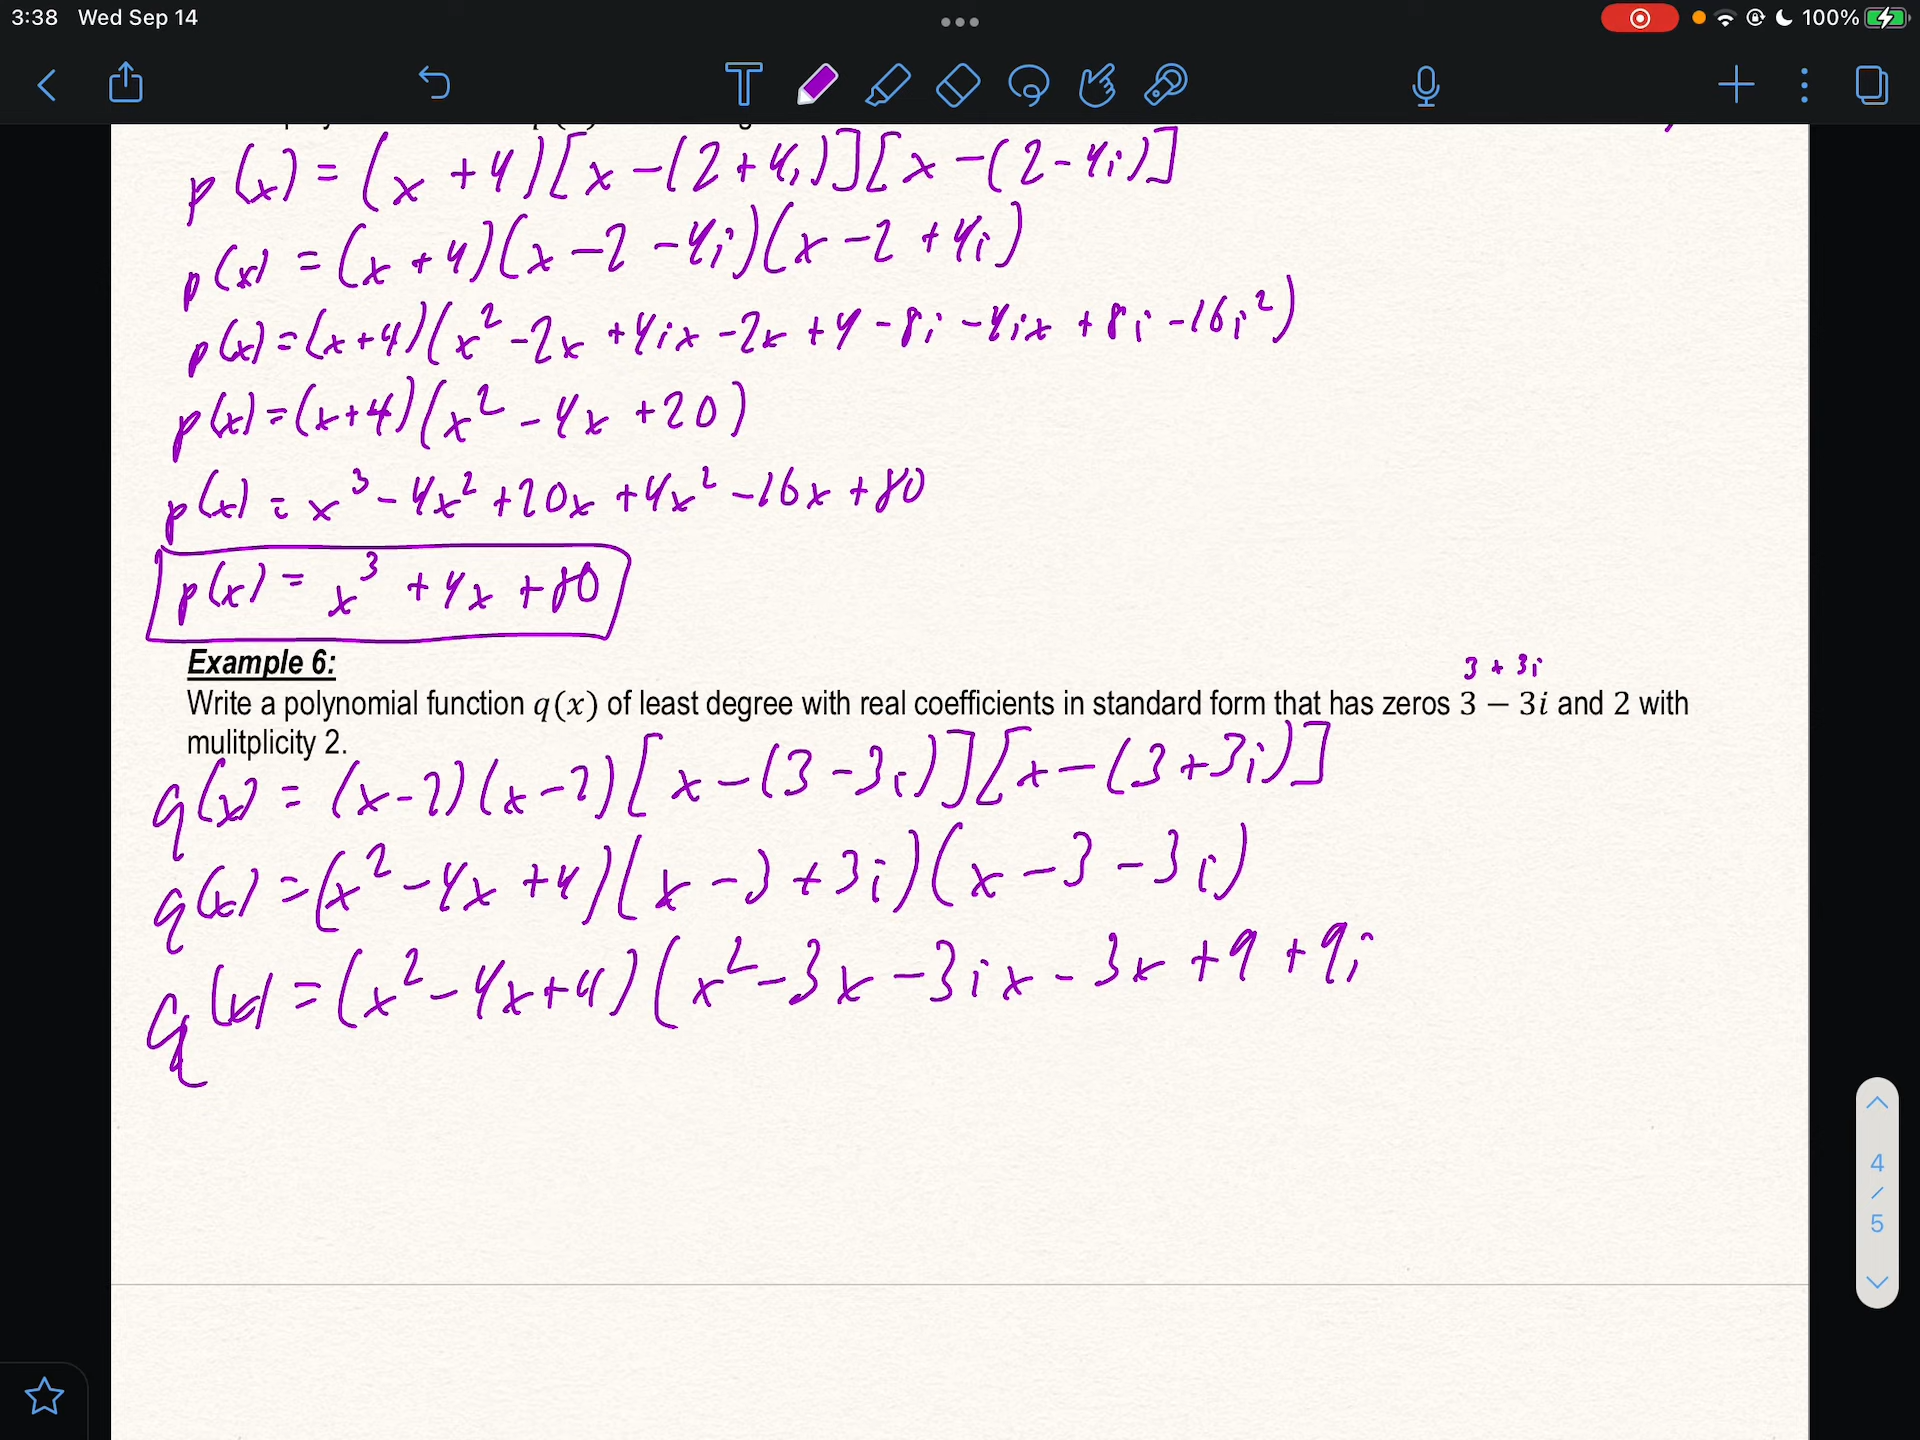 3:38 Wed Sep 14
100%
p(x) = (x + 4)[x - (2 + 4i)][x - (2 - 4i)]
p(x) = (x + 4)(x - 2 - 4i)(x - 2 + 4i)
p(x) = (x + 4)(x² - 2x + 4ix - 2x + 4 - 8i - 4ix + 8i - 16i²)
p(x) = (x + 4)(x² - 4x + 20)
p(x) = x³ - 4x² + 20x + 4x² - 16x + 80
p(x) = x³ + 4x + 80
Example 6:
3 + 3i
Write a polynomial function q(x) of least degree with real coefficients in standard form that has zeros 3 − 3i and 2 with
mulitplicity 2.
q(x) = (x - 2)(x - 2)[x - (3 - 3i)][x - (3 + 3i)]
q(x) = (x² - 4x + 4)(x - 3 + 3i)(x - 3 - 3i)
q(x) = (x² - 4x + 4)(x² - 3x - 3ix - 3x + 9 + 9i
4
/
5